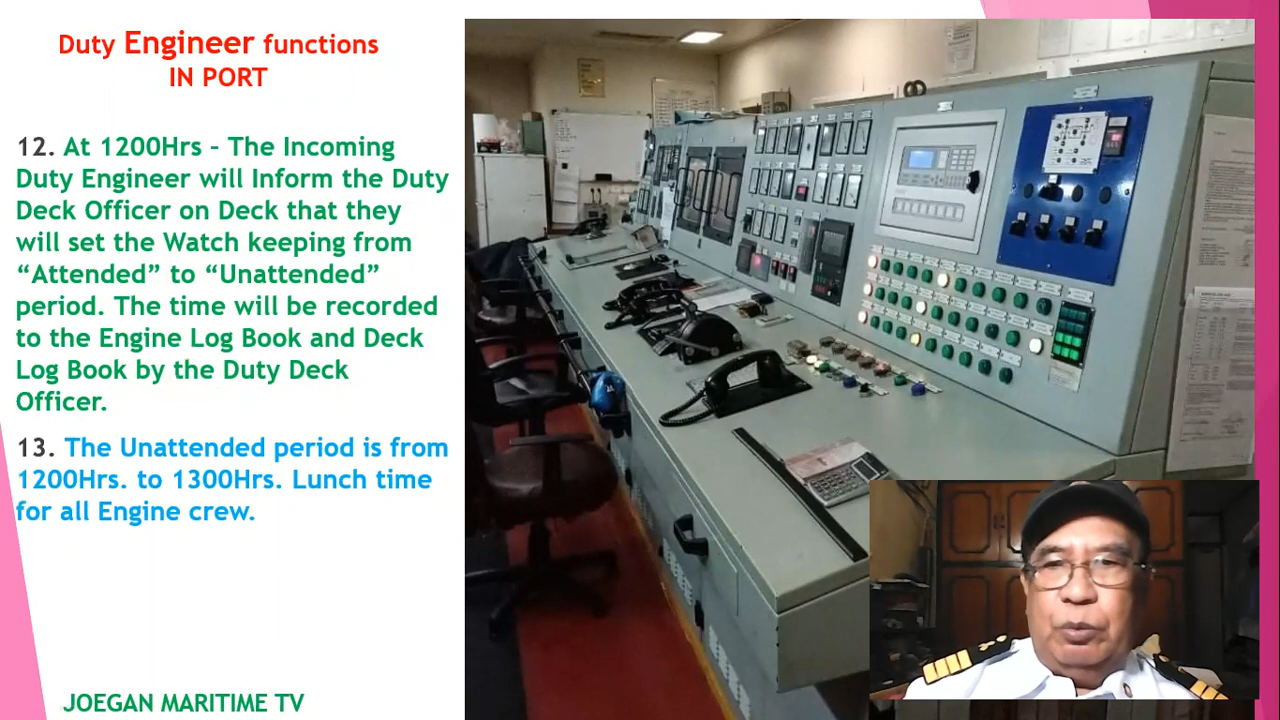 Duty Engineer functions
IN PORT
12. At 1200Hrs - The Incoming
Duty Engineer will Inform the Duty
Deck Officer on Deck that they
will set the Watch keeping from
“Attended” to “Unattended”
period. The time will be recorded
to the Engine Log Book and Deck
Log Book by the Duty Deck
Officer.
13. The Unattended period is from
1200Hrs. to 1300Hrs. Lunch time
for all Engine crew.
JOEGAN MARITIME TV